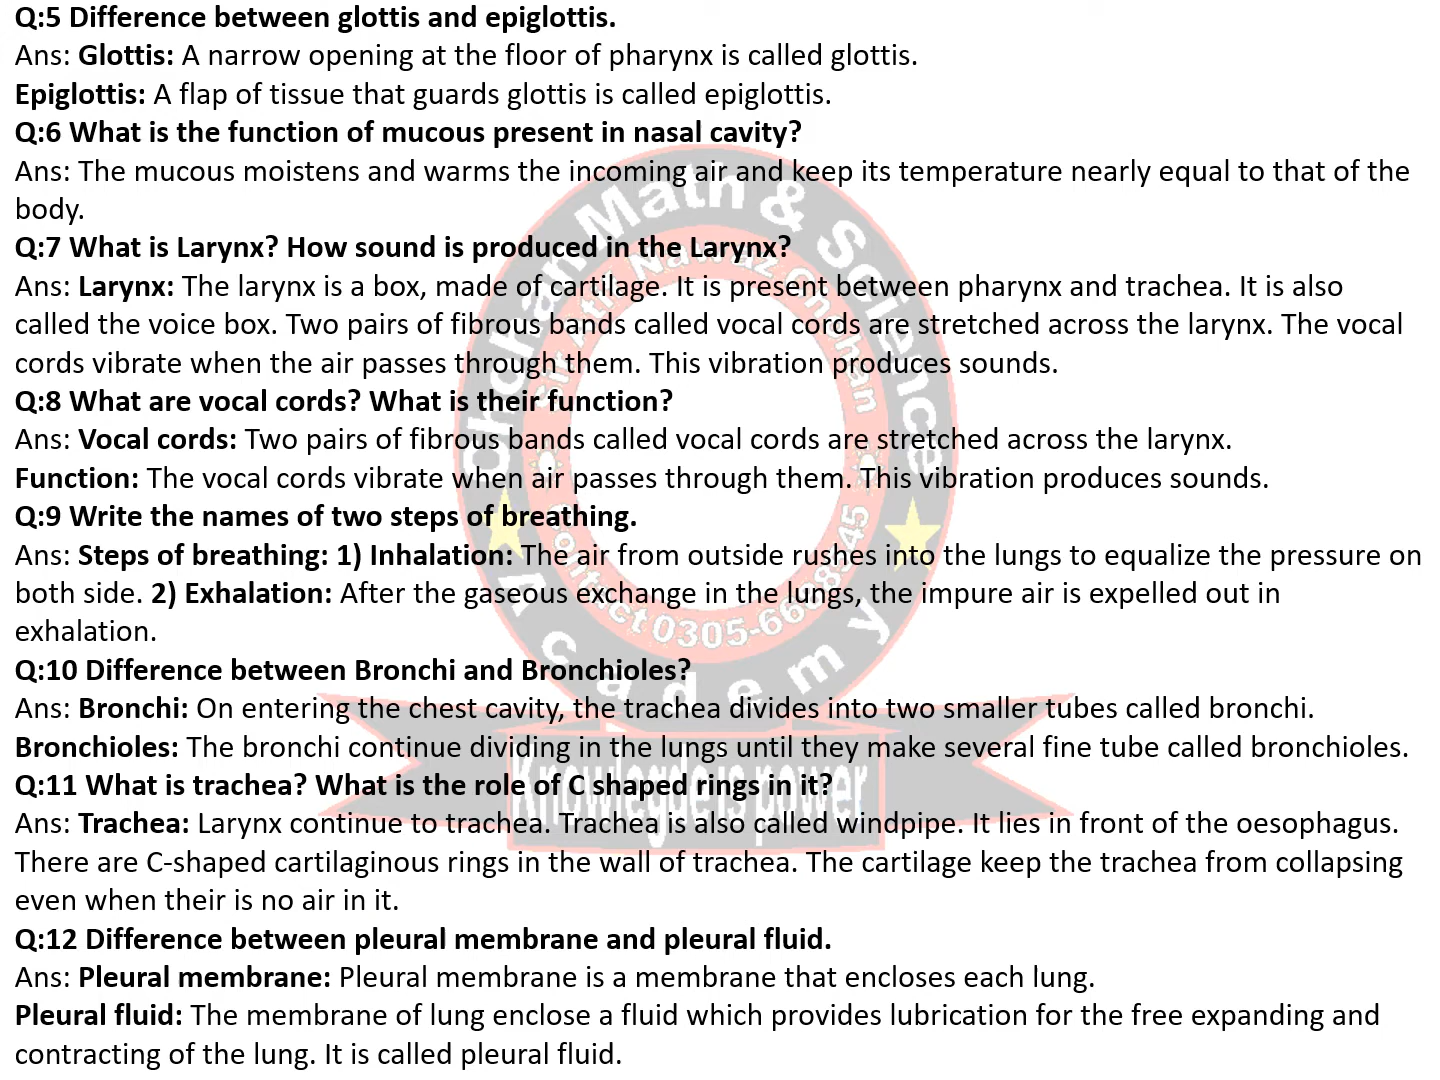 Q:5 Difference between glottis and epiglottis.
Ans: Glottis: A narrow opening at the floor of pharynx is called glottis.
Epiglottis: A flap of tissue that guards glottis is called epiglottis.
Q:6 What is the function of mucous present in nasal cavity?
Ans: The mucous moistens and warms the incoming air and keep its temperature nearly equal to that of the
body.
Q:7 What is Larynx? How sound is produced in the Larynx?
Ans: Larynx: The larynx is a box, made of cartilage. It is present between pharynx and trachea. It is also
called the voice box. Two pairs of fibrous bands called vocal cords are stretched across the larynx. The vocal
cords vibrate when the air passes through them. This vibration produces sounds.
Q:8 What are vocal cords? What is their function?
Ans: Vocal cords: Two pairs of fibrous bands called vocal cords are stretched across the larynx.
Function: The vocal cords vibrate when air passes through them. This vibration produces sounds.
Q:9 Write the names of two steps of breathing.
Ans: Steps of breathing: 1) Inhalation: The air from outside rushes into the lungs to equalize the pressure on
both side. 2) Exhalation: After the gaseous exchange in the lungs, the impure air is expelled out in
exhalation.
Q:10 Difference between Bronchi and Bronchioles?
Ans: Bronchi: On entering the chest cavity, the trachea divides into two smaller tubes called bronchi.
Bronchioles: The bronchi continue dividing in the lungs until they make several fine tube called bronchioles.
Q:11 What is trachea? What is the role of C shaped rings in it?
Ans: Trachea: Larynx continue to trachea. Trachea is also called windpipe. It lies in front of the oesophagus.
There are C-shaped cartilaginous rings in the wall of trachea. The cartilage keep the trachea from collapsing
even when their is no air in it.
Q:12 Difference between pleural membrane and pleural fluid.
Ans: Pleural membrane: Pleural membrane is a membrane that encloses each lung.
Pleural fluid: The membrane of lung enclose a fluid which provides lubrication for the free expanding and
contracting of the lung. It is called pleural fluid.
Math & Science
Academy
Knowlegde is power